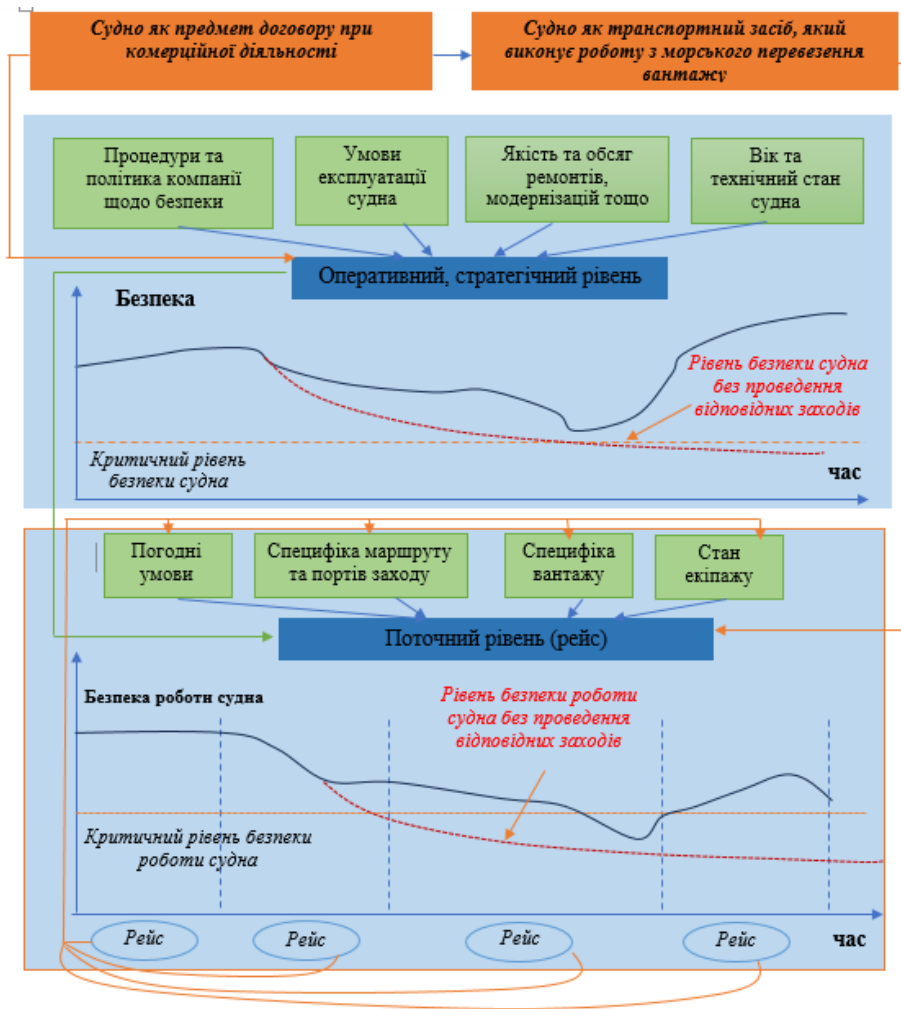 Судно як предмет договору при
комерційної діяльності
Судно як транспортний засіб, який
виконує роботу з морського перевезення
вантажу
Процедури та
політика компанії
щодо безпеки
Умови
експлуатації
судна
Якість та обсяг
ремонтів,
модернізацій тощо
Вік та
технічний стан
судна
Оперативний, стратегічний рівень
Безпека
Рівень безпеки судна
без проведення
відповідних заходів
Критичний рівень
безпеки судна
час
Погодні
умови
Специфіка маршруту
та портів заходу
Специфіка
вантажу
Стан
екіпажу
Поточний рівень (рейс)
Безпека роботи судна
Рівень безпеки роботи
судна без проведення
відповідних заходів
Критичний рівень безпеки
роботи судна
Рейс
Рейс
Рейс
Рейс
час